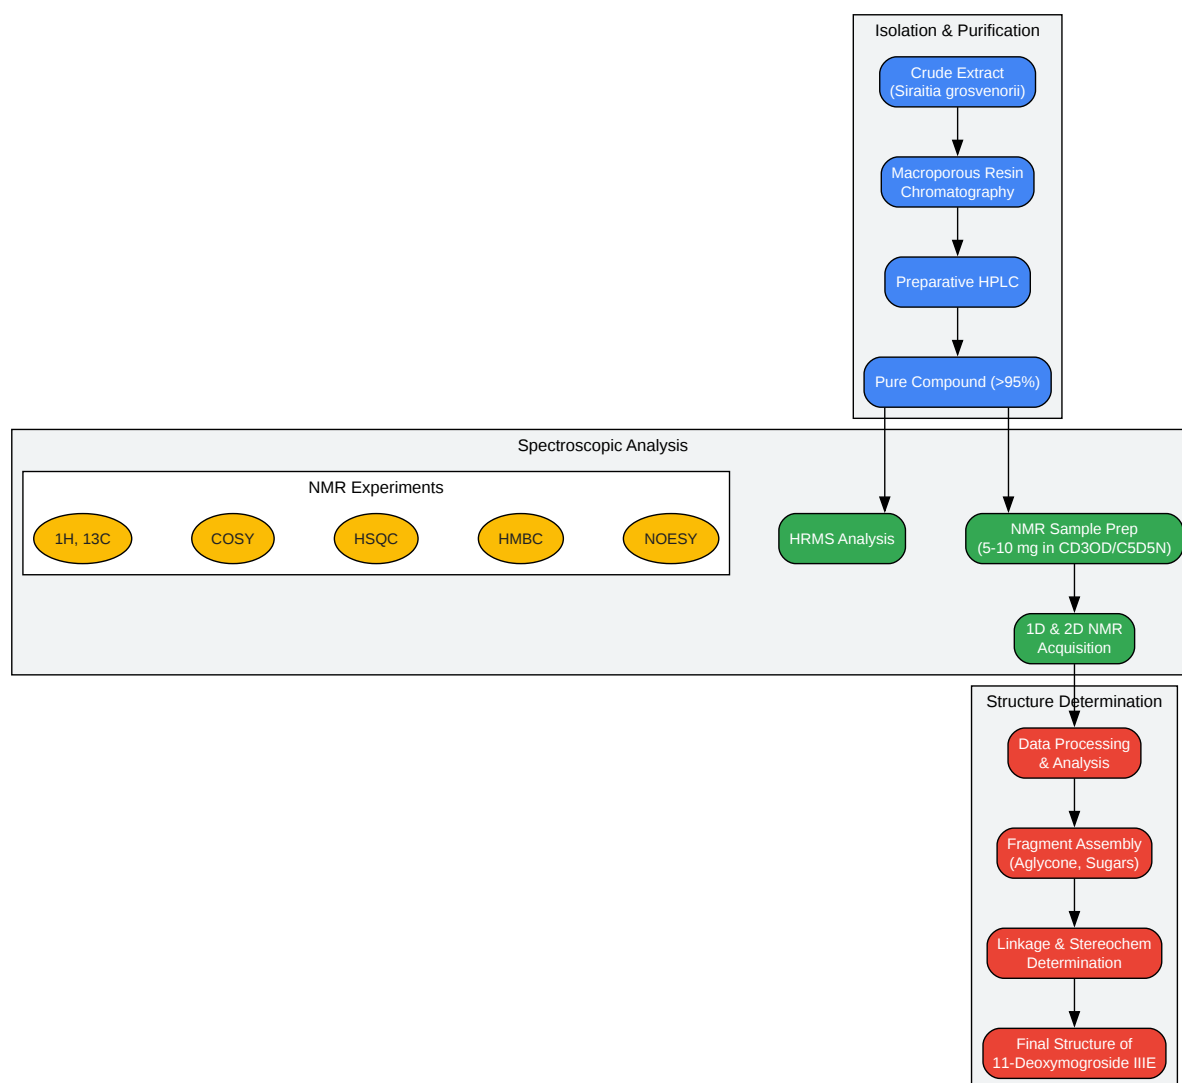 Isolation & Purification
Crude Extract
(Siraitia grosvenorii)
Macroporous Resin
Chromatography
Preparative HPLC
Pure Compound (>95%)
Spectroscopic Analysis
NMR Experiments
1H, 13C
COSY
HSQC
HMBC
NOESY
HRMS Analysis
NMR Sample Prep
(5-10 mg in CD3OD/C5D5N)
1D & 2D NMR
Acquisition
Structure Determination
Data Processing
& Analysis
Fragment Assembly
(Aglycone, Sugars)
Linkage & Stereochem
Determination
Final Structure of
11-Deoxymogroside IIIE